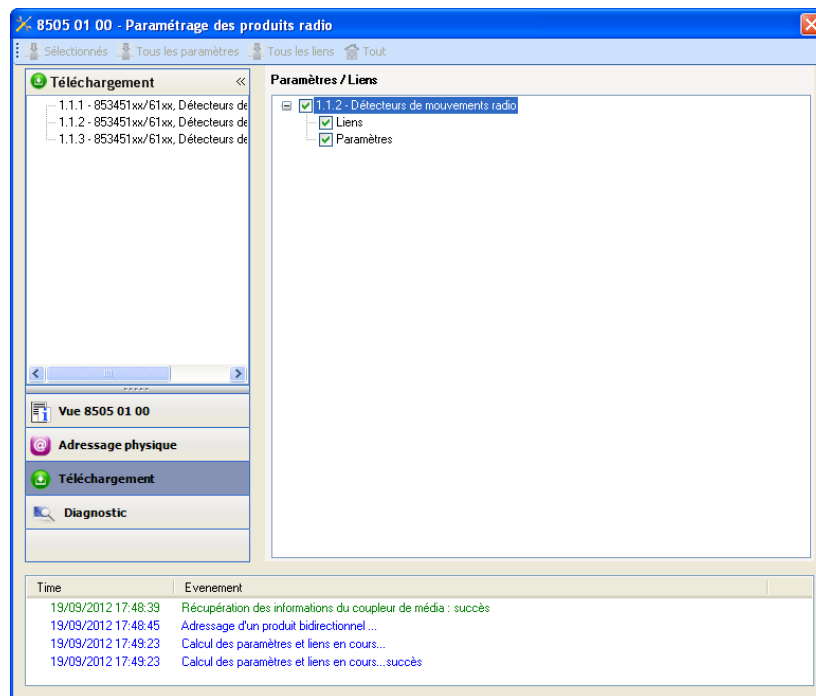 8505 01 00 - Paramétrage des produits radio
Sélectionnés Tous les paramètres Tous les liens Tout
Téléchargement «
1.1.1 - 853451xx/61xx, Détecteurs de
1.1.2 - 853451xx/61xx, Détecteurs de
1.1.3 - 853451xx/61xx, Détecteurs de
Vue 8505 01 00
Adressage physique
Téléchargement
Diagnostic
Paramètres / Liens
1.1.2 - Détecteurs de mouvements radio
Liens
Paramètres
Time Evenement
19/09/2012 17:48:39 Récupération des informations du coupleur de média : succès
19/09/2012 17:48:45 Adressage d'un produit bidirectionnel ...
19/09/2012 17:49:23 Calcul des paramètres et liens en cours...
19/09/2012 17:49:23 Calcul des paramètres et liens en cours...succès